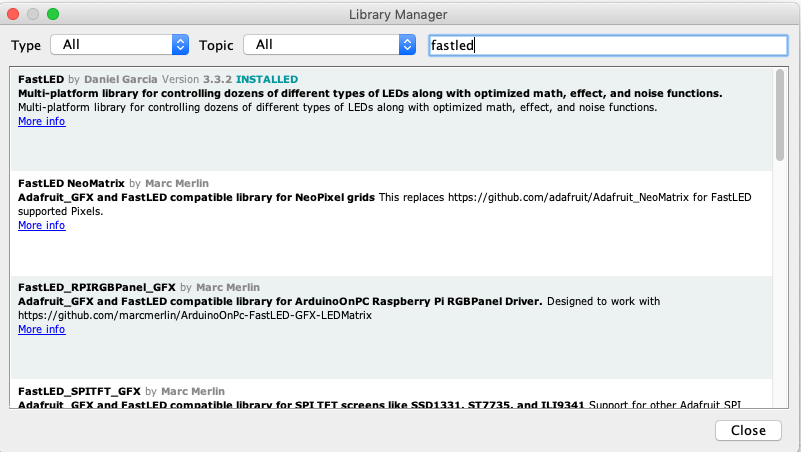 Library Manager
Type All Topic All fastled
FastLED by Daniel Garcia Version 3.3.2 INSTALLED
Multi-platform library for controlling dozens of different types of LEDs along with optimized math, effect, and noise functions.
Multi-platform library for controlling dozens of different types of LEDs along with optimized math, effect, and noise functions.
More info
FastLED NeoMatrix by Marc Merlin
Adafruit_GFX and FastLED compatible library for NeoPixel grids This replaces https://github.com/adafruit/Adafruit_NeoMatrix for FastLED
supported Pixels.
More info
FastLED_RPIRGBPanel_GFX by Marc Merlin
Adafruit_GFX and FastLED compatible library for ArduinoOnPC Raspberry Pi RGBPanel Driver. Designed to work with
https://github.com/marcmerlin/ArduinoOnPc-FastLED-GFX-LEDMatrix
More info
FastLED_SPITFT_GFX by Marc Merlin
Adafruit_GFX and FastLED compatible library for SPI TFT screens like SSD1331, ST7735, and ILI9341 Support for other Adafruit SPI
Close